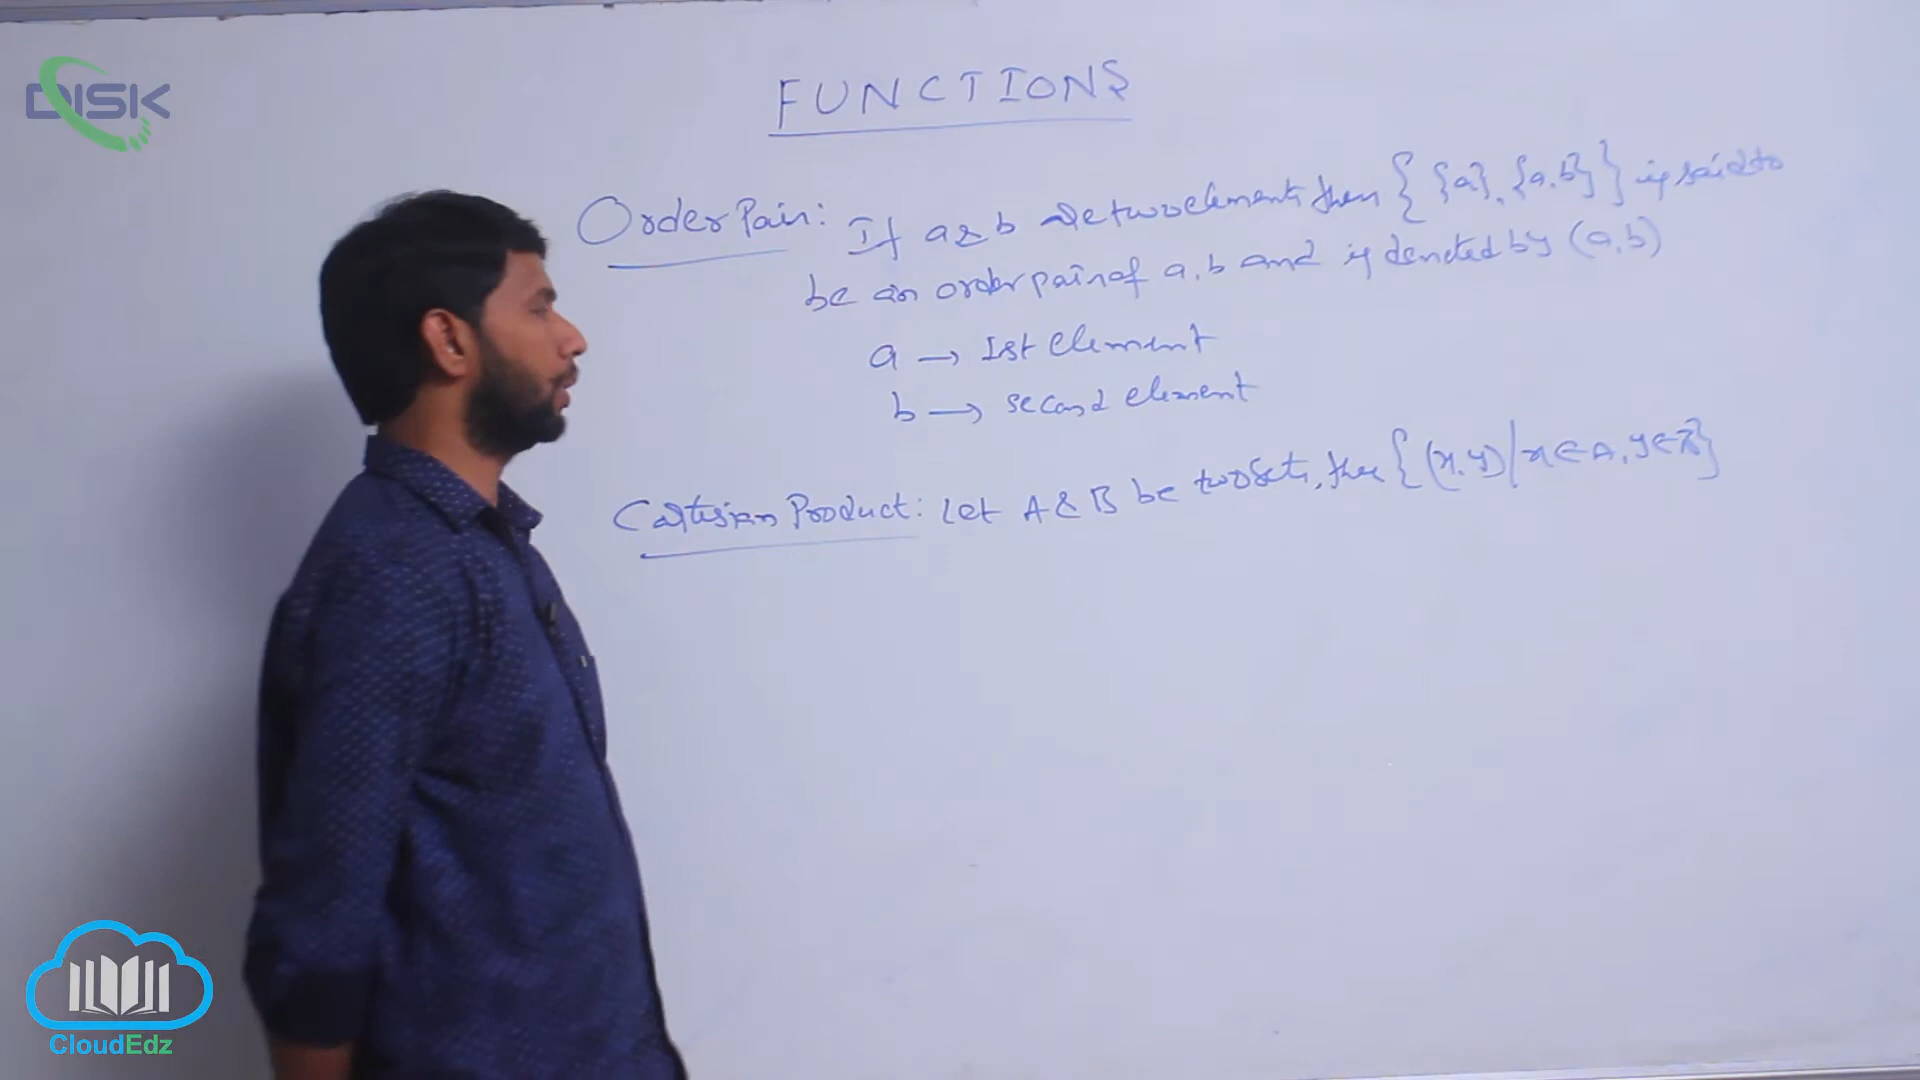 DISK
FUNCTIONS
Order Pair: If a & b are two elements then { {a}, {a,b} } is said to
be an order pair of a, b and is denoted by (a,b)
a → Ist element
b → second element
Cartesian Product: Let A & B be two sets, then { (x,y) / x ∈ A, y ∈ B }
CloudEdz